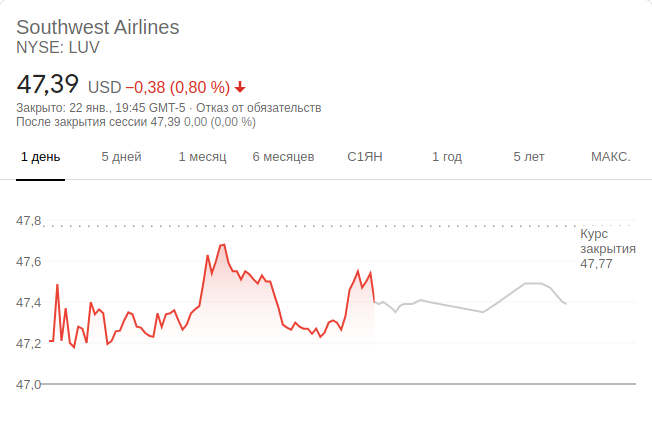 Southwest Airlines
NYSE: LUV
47,39 USD −0,38 (0,80 %)
Закрыто: 22 янв., 19:45 GMT-5 · Отказ от обязательств
После закрытия сессии 47,39 0,00 (0,00 %)
1 день 5 дней 1 месяц 6 месяцев С1ЯН 1 год 5 лет МАКС.
47,8
Курс
закрытия
47,77
47,6
47,4
47,2
47,0